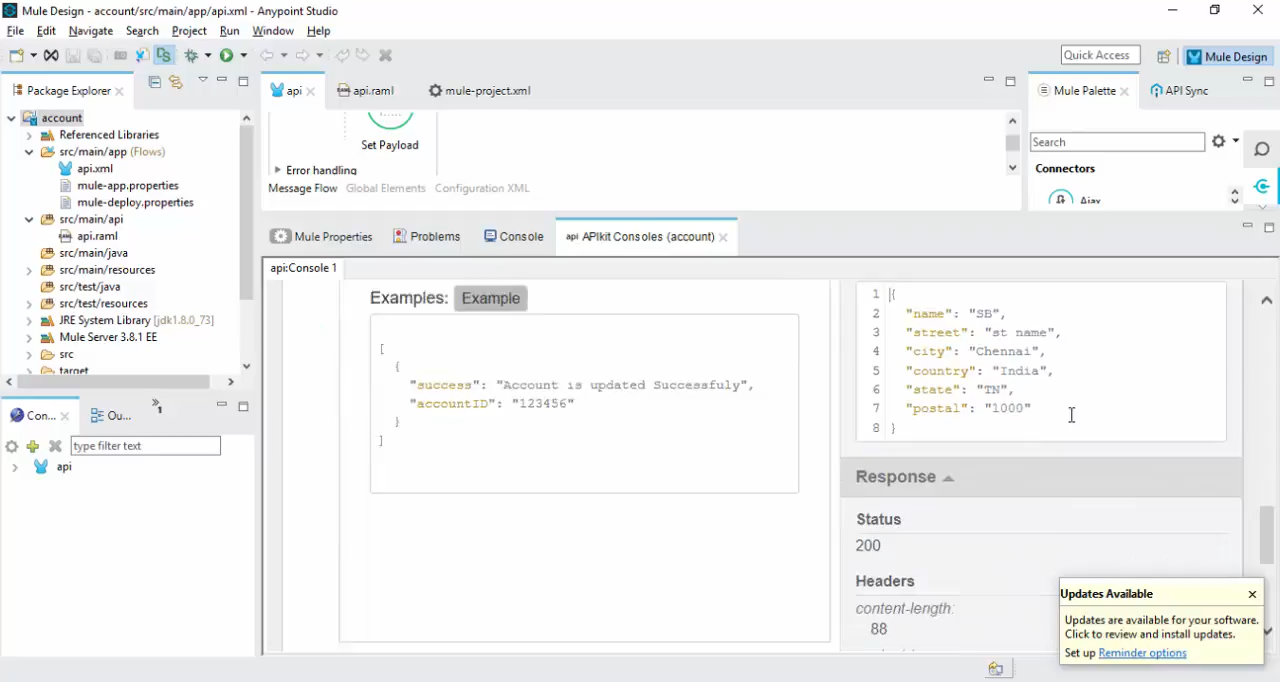 Mule Design - account/src/main/app/api.xml - Anypoint Studio
File Edit Navigate Search Project Run Window Help
Quick Access
Mule Design
Package Explorer
api
api.raml
mule-project.xml
Mule Palette
API Sync
account
Referenced Libraries
src/main/app (Flows)
api.xml
mule-app.properties
mule-deploy.properties
src/main/api
api.raml
src/main/java
src/main/resources
src/test/java
src/test/resources
JRE System Library [jdk1.8.0_73]
Mule Server 3.8.1 EE
src
target
Set Payload
Error handling
Message Flow Global Elements Configuration XML
Search
Connectors
Ajax
Mule Properties
Problems
Console
api APIkit Consoles (account)
api:Console 1
Examples: Example
[
{
"success": "Account is updated Successfuly",
"accountID": "123456"
}
]
1 {
2 "name": "SB",
3 "street": "st name",
4 "city": "Chennai",
5 "country": "India",
6 "state": "TN",
7 "postal": "1000"
8 }
Response
Status
200
Headers
content-length:
88
Con...
Ou...
1
type filter text
api
Updates Available
Updates are available for your software.
Click to review and install updates.
Set up Reminder options